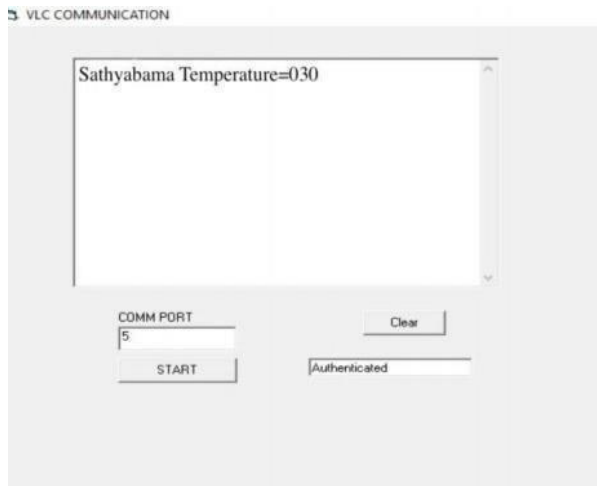 VLC COMMUNICATION
Sathyabama Temperature=030
COMM PORT
5
START
Clear
Authenticated